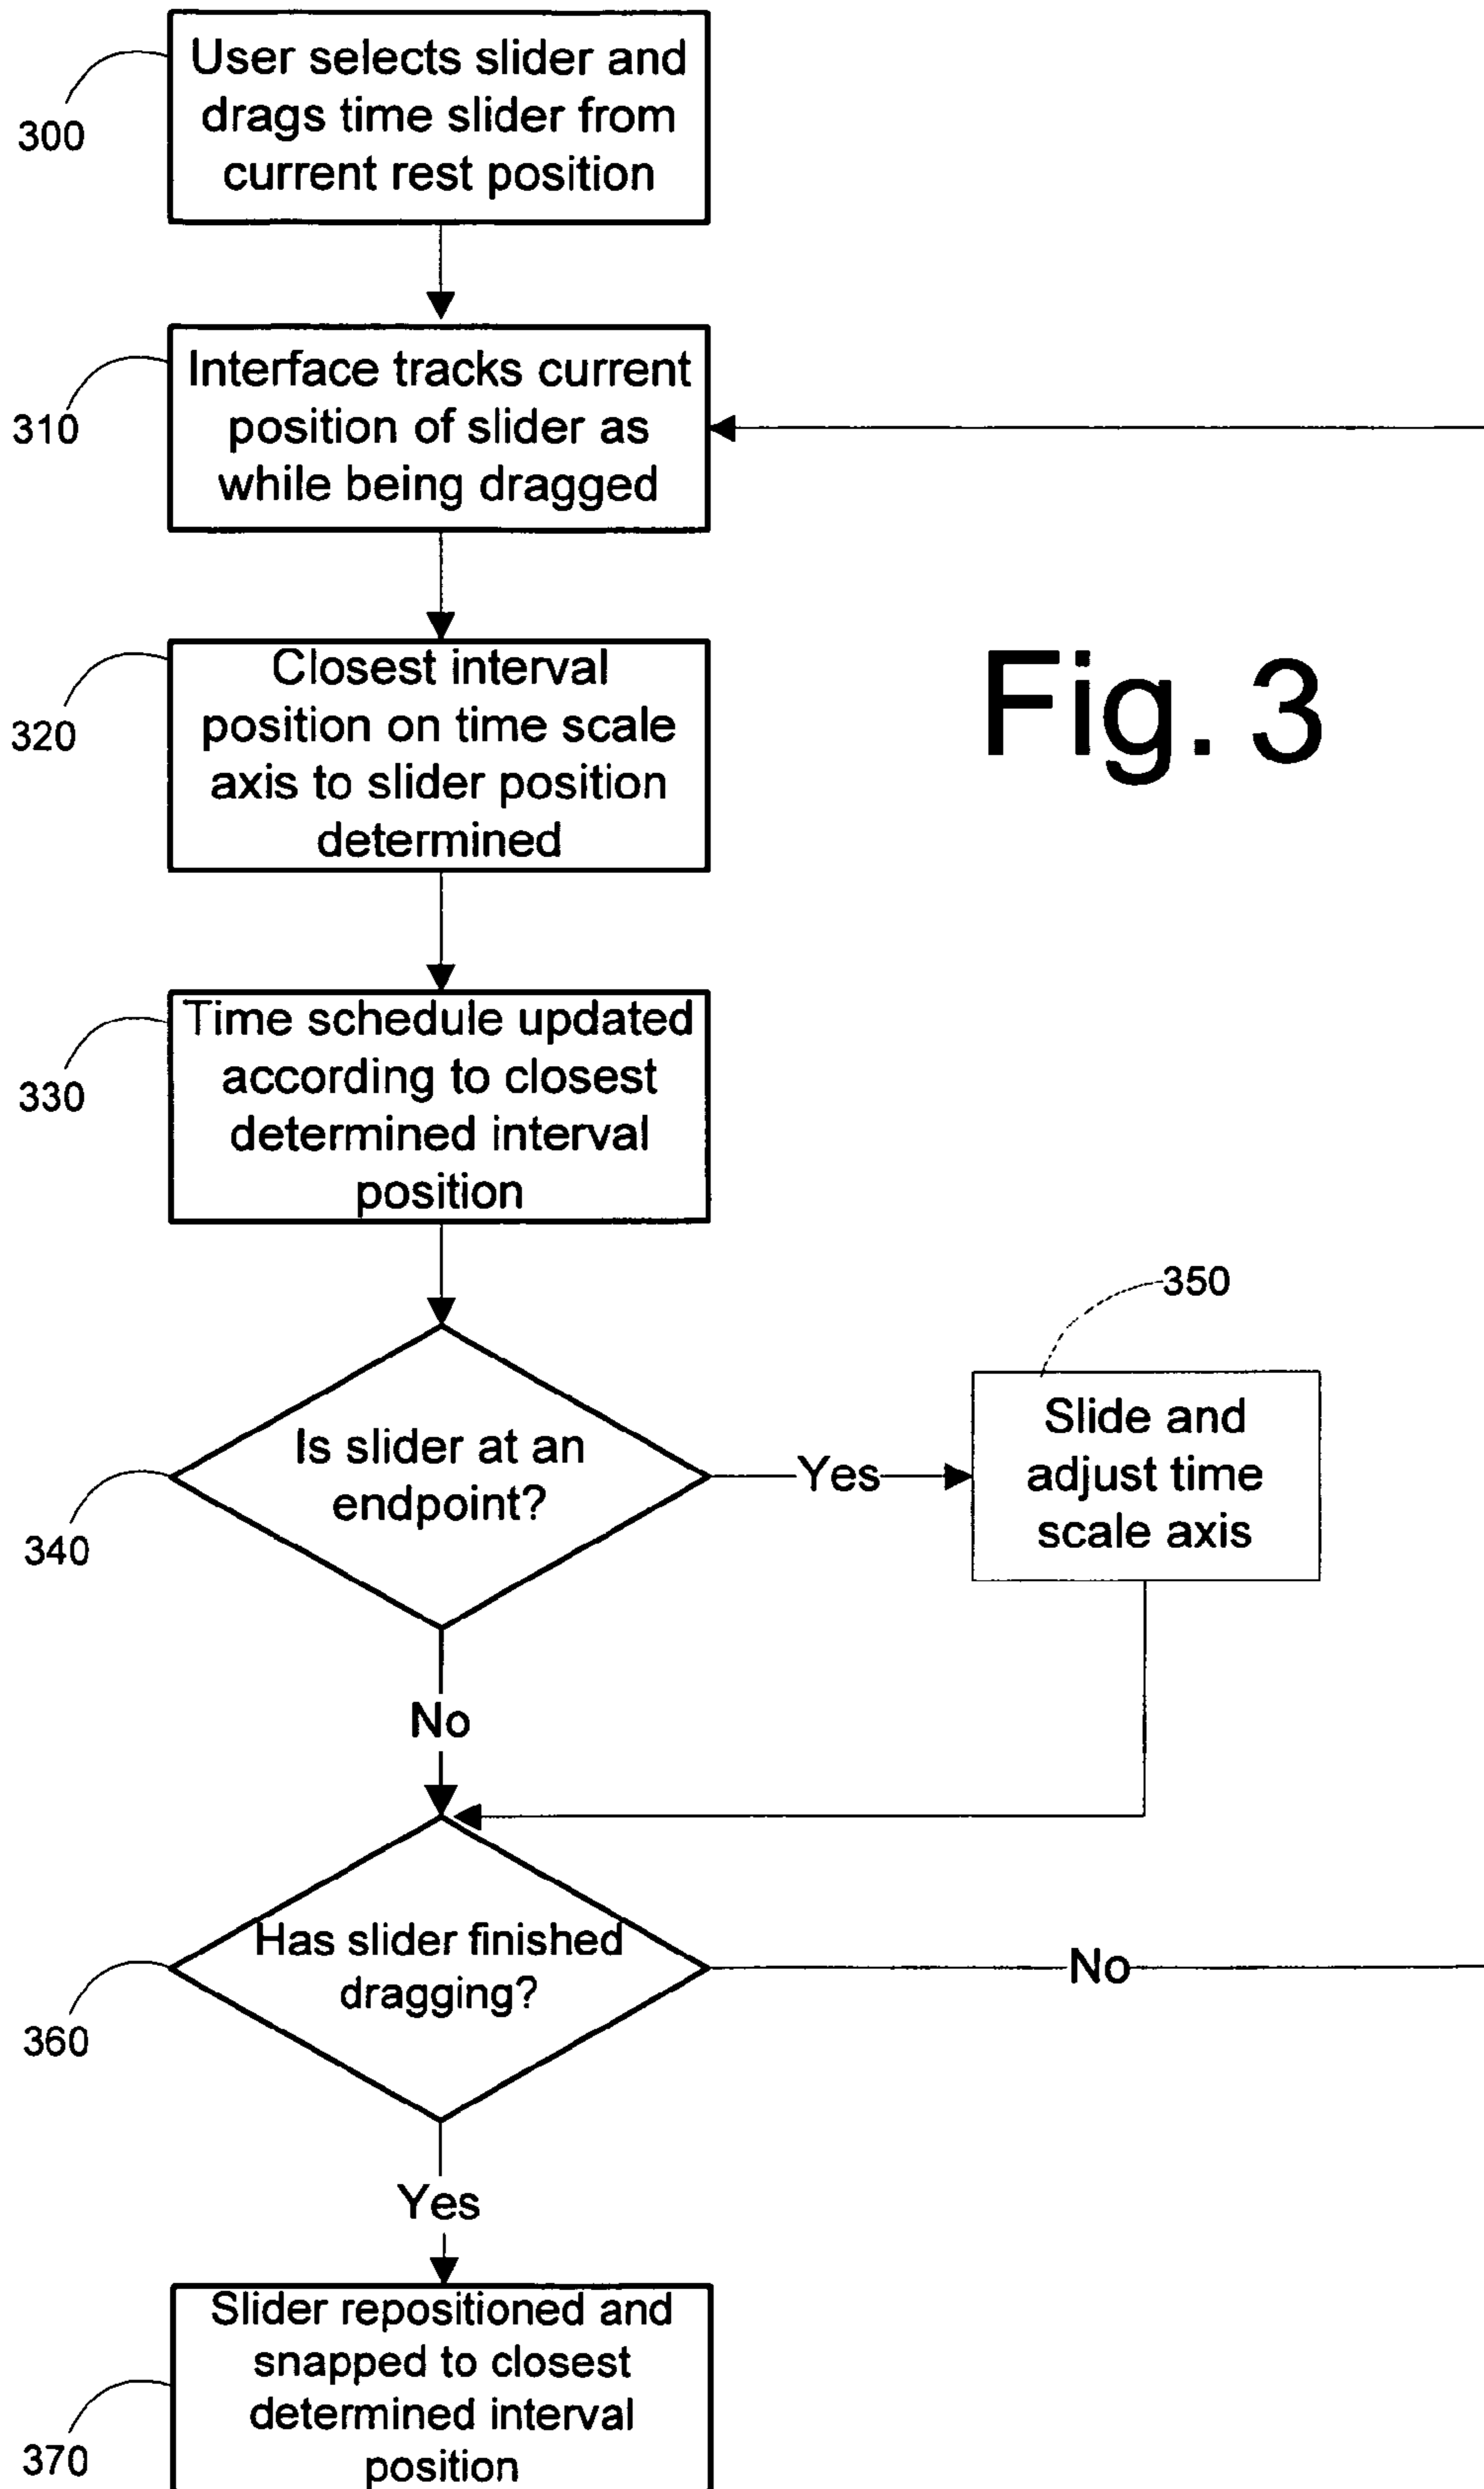 User selects slider and
drags time slider from
current rest position
300
Interface tracks current
position of slider as
while being dragged
310
Closest interval
position on time scale
axis to slider position
determined
320
Fig. 3
Time schedule updated
according to closest
determined interval
position
330
350
Is slider at an
endpoint?
340
Yes
Slide and
adjust time
scale axis
No
Has slider finished
dragging?
360
No
Yes
Slider repositioned and
snapped to closest
determined interval
position
370